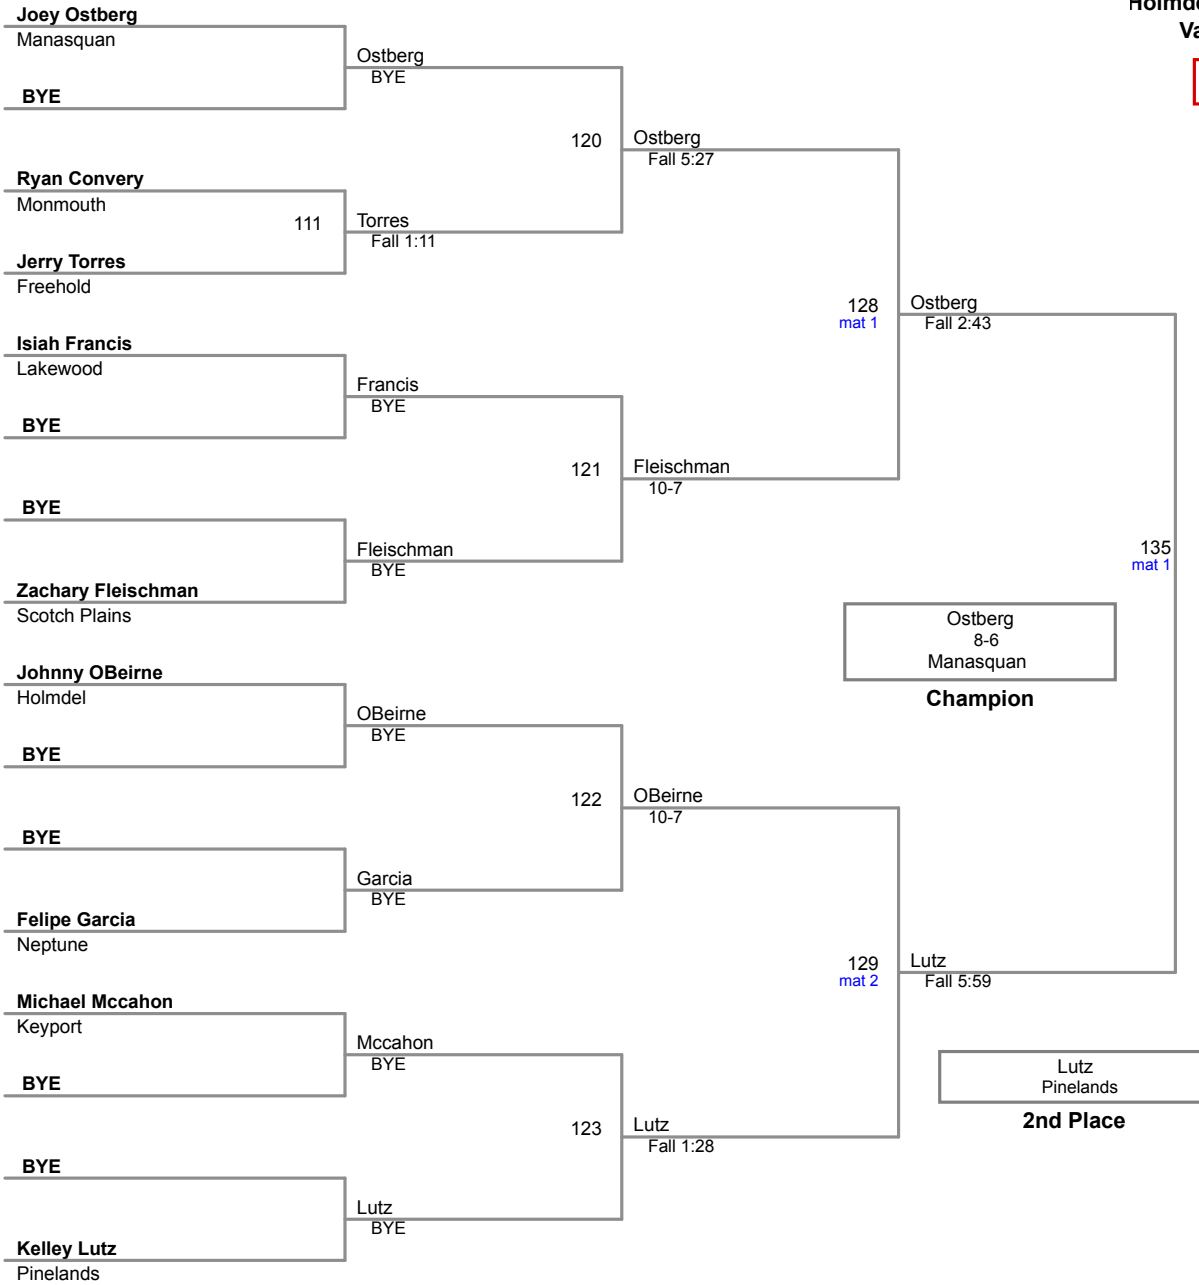 Joey Ostberg
Manasquan
BYE
Ryan Convery
Monmouth
Jerry Torres
Freehold
Isiah Francis
Lakewood
BYE
BYE
Zachary Fleischman
Scotch Plains
Johnny OBeirne
Holmdel
BYE
BYE
Felipe Garcia
Neptune
Michael Mccahon
Keyport
BYE
BYE
Kelley Lutz
Pinelands
Ostberg
BYE
111
Torres
Fall 1:11
Francis
BYE
Fleischman
BYE
OBeirne
BYE
Garcia
BYE
Mccahon
BYE
Lutz
BYE
120
Ostberg
Fall 5:27
121
Fleischman
10-7
122
OBeirne
10-7
123
Lutz
Fall 1:28
128
mat 1
Ostberg
Fall 2:43
129
mat 2
Lutz
Fall 5:59
135
mat 1
Ostberg
8-6
Manasquan
Champion
Lutz
Pinelands
2nd Place